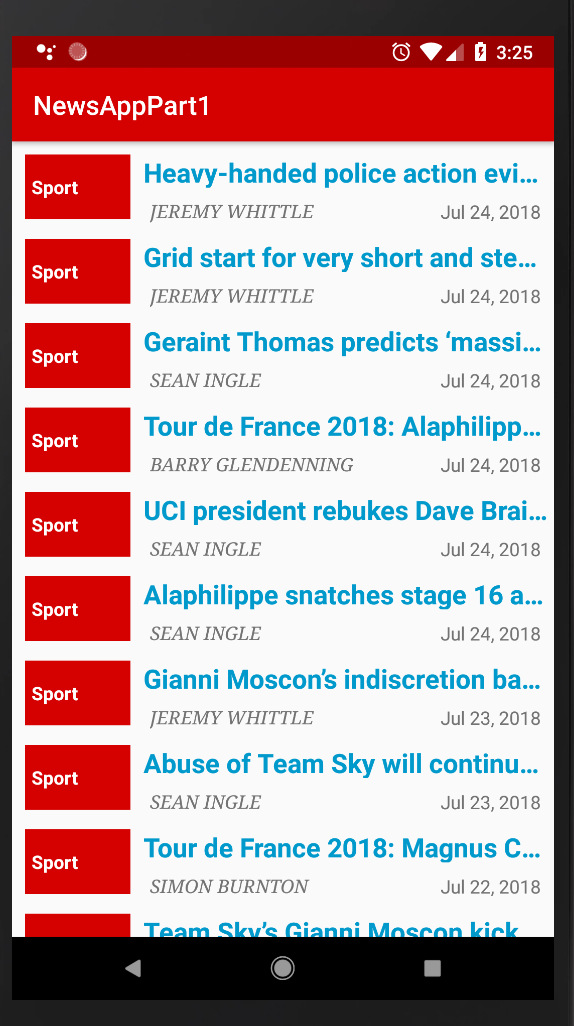 3:25
NewsAppPart1
Sport
Heavy-handed police action evi…
JEREMY WHITTLE
Jul 24, 2018
Sport
Grid start for very short and ste…
JEREMY WHITTLE
Jul 24, 2018
Sport
Geraint Thomas predicts ‘massi…
SEAN INGLE
Jul 24, 2018
Sport
Tour de France 2018: Alaphilipp…
BARRY GLENDENNING
Jul 24, 2018
Sport
UCI president rebukes Dave Brai…
SEAN INGLE
Jul 24, 2018
Sport
Alaphilippe snatches stage 16 a…
SEAN INGLE
Jul 24, 2018
Sport
Gianni Moscon’s indiscretion ba…
JEREMY WHITTLE
Jul 23, 2018
Sport
Abuse of Team Sky will continu…
SEAN INGLE
Jul 23, 2018
Sport
Tour de France 2018: Magnus C…
SIMON BURNTON
Jul 22, 2018
Team Sky’s Gianni Moscon kick